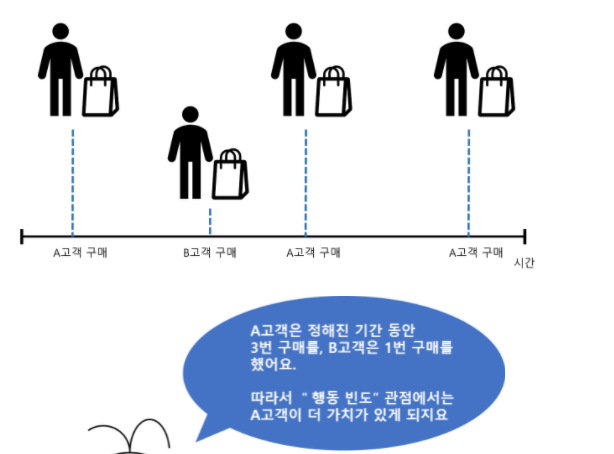 A고객 구매
B고객 구매
A고객 구매
A고객 구매
시간
A고객은 정해진 기간 동안
3번 구매를, B고객은 1번 구매를
했어요.
따라서 " 행동 빈도" 관점에서는
A고객이 더 가치가 있게 되지요